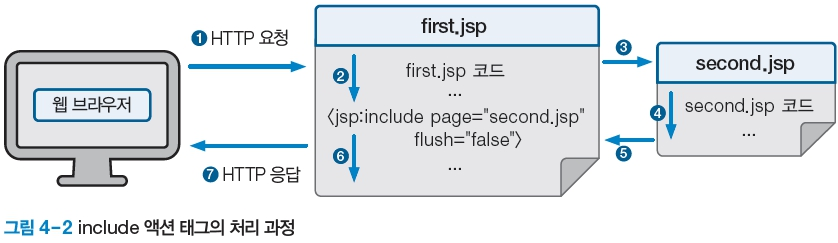 웹 브라우저
❶ HTTP 요청
first.jsp
❷ first.jsp 코드
...
<jsp:include page="second.jsp"
flush="false">
❸
second.jsp
❹ second.jsp 코드
...
❺
❻ ...
❼ HTTP 응답
그림 4-2 include 액션 태그의 처리 과정